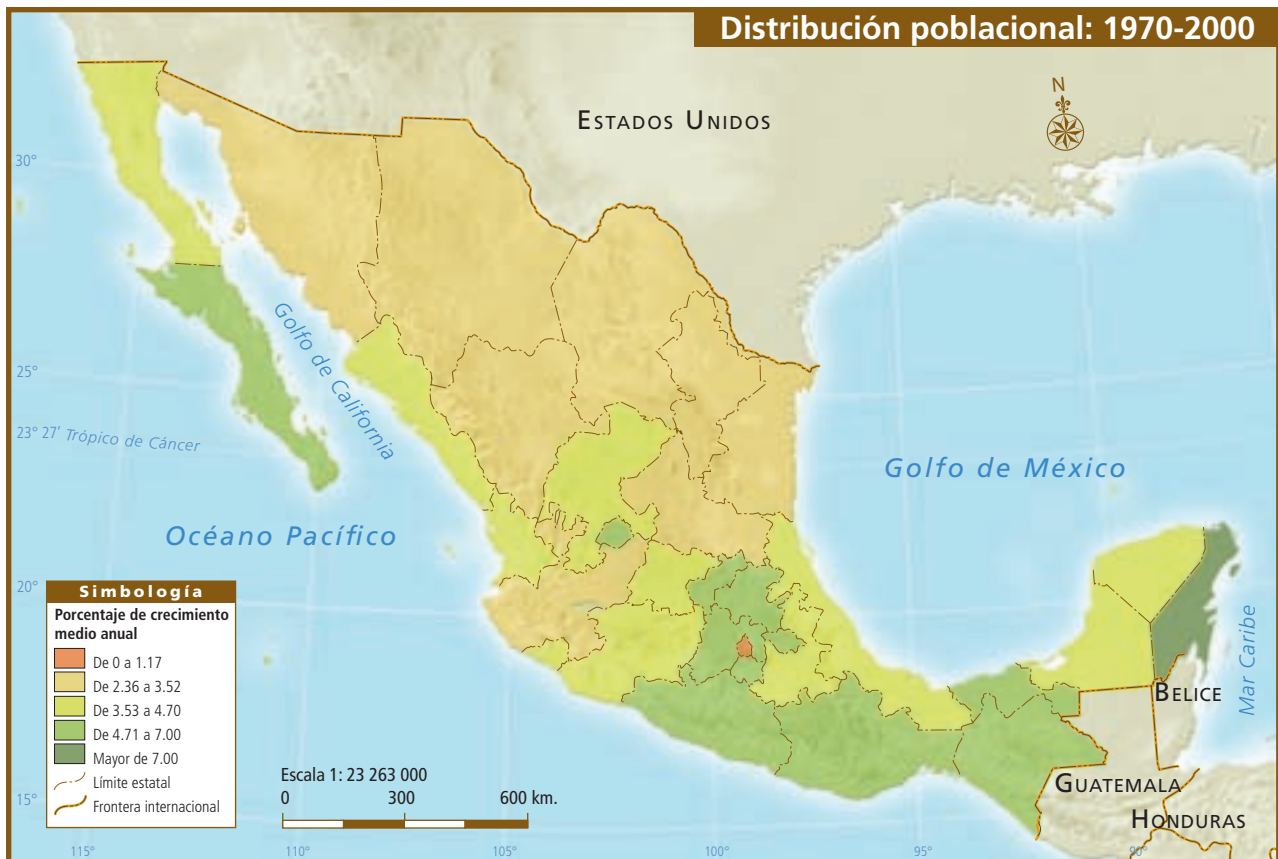 Distribución poblacional: 1970-2000
N
ESTADOS UNIDOS
30°
Golfo de California
25°
23° 27' Trópico de Cáncer
Golfo de México
Océano Pacífico
20°
Simbología
Porcentaje de crecimiento
medio anual
De 0 a 1.17
De 2.36 a 3.52
De 3.53 a 4.70
De 4.71 a 7.00
Mayor de 7.00
Límite estatal
Frontera internacional
Mar Caribe
BELICE
Escala 1: 23 263 000
0 300 600 km.
GUATEMALA
HONDURAS
15°
115° 110° 105° 100° 95° 90°